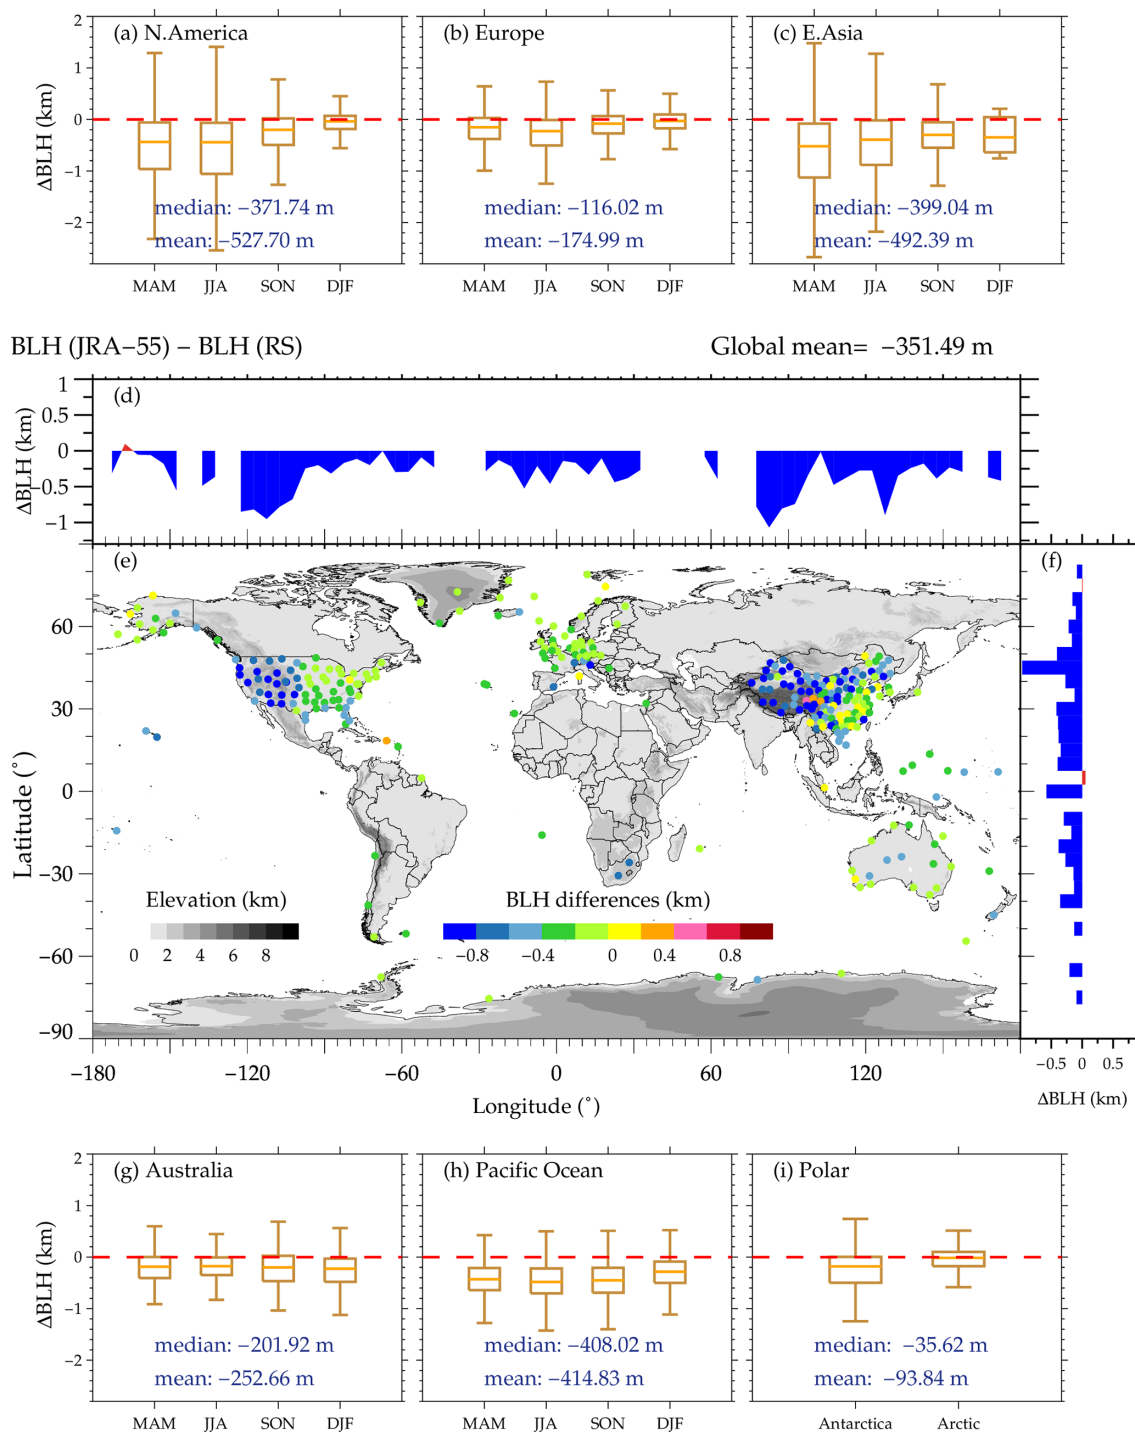 (a) N.America
(b) Europe
(c) E.Asia
2
1
0
−1
−2
ΔBLH (km)
median: −371.74 m
mean: −527.70 m
median: −116.02 m
mean: −174.99 m
median: −399.04 m
mean: −492.39 m
MAM JJA SON DJF
MAM JJA SON DJF
MAM JJA SON DJF
BLH (JRA−55) − BLH (RS)
Global mean= −351.49 m
(d)
1
0.5
0
−0.5
−1
ΔBLH (km)
(e)
(f)
60
30
0
−30
−60
−90
Latitude (˚)
Elevation (km)
0 2 4 6 8
BLH differences (km)
−0.8 −0.4 0 0.4 0.8
−180 −120 −60 0 60 120
Longitude (˚)
−0.5 0 0.5
ΔBLH (km)
(g) Australia
(h) Pacific Ocean
(i) Polar
2
1
0
−1
−2
ΔBLH (km)
median: −201.92 m
mean: −252.66 m
median: −408.02 m
mean: −414.83 m
median: −35.62 m
mean: −93.84 m
MAM JJA SON DJF
MAM JJA SON DJF
Antarctica Arctic